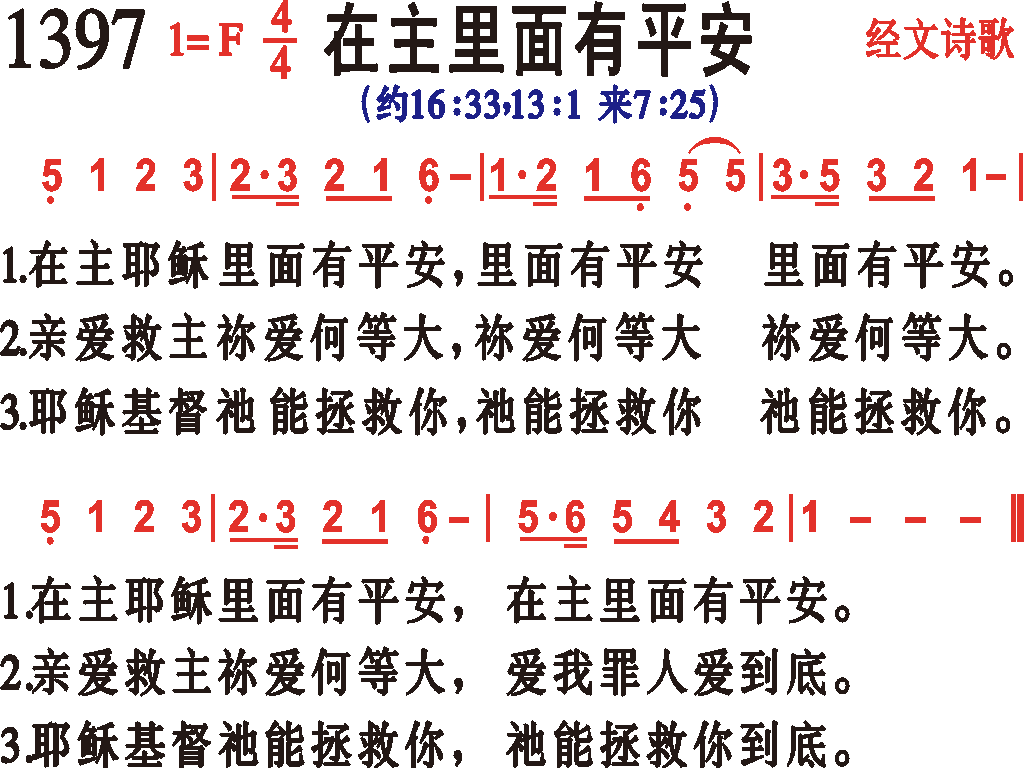 1397 1=F 4/4 在主里面有平安 经文诗歌
(约16:33,13:1 来7:25)
5̣ 1 2 3|2·3 2 1 6̣ –|1·2 1 6̣ 5̣ 5|3·5 3 2 1–|
1.在主耶稣里面有平安,里面有平安 里面有平安。
2.亲爱救主祢爱何等大,祢爱何等大 祢爱何等大。
3.耶稣基督祂能拯救你,祂能拯救你 祂能拯救你。
5̣ 1 2 3|2·3 2 1 6̣ –|5·6 5 4 3 2|1 – – –‖
1.在主耶稣里面有平安, 在主里面有平安。
2.亲爱救主祢爱何等大, 爱我罪人爱到底。
3.耶稣基督祂能拯救你, 祂能拯救你到底。